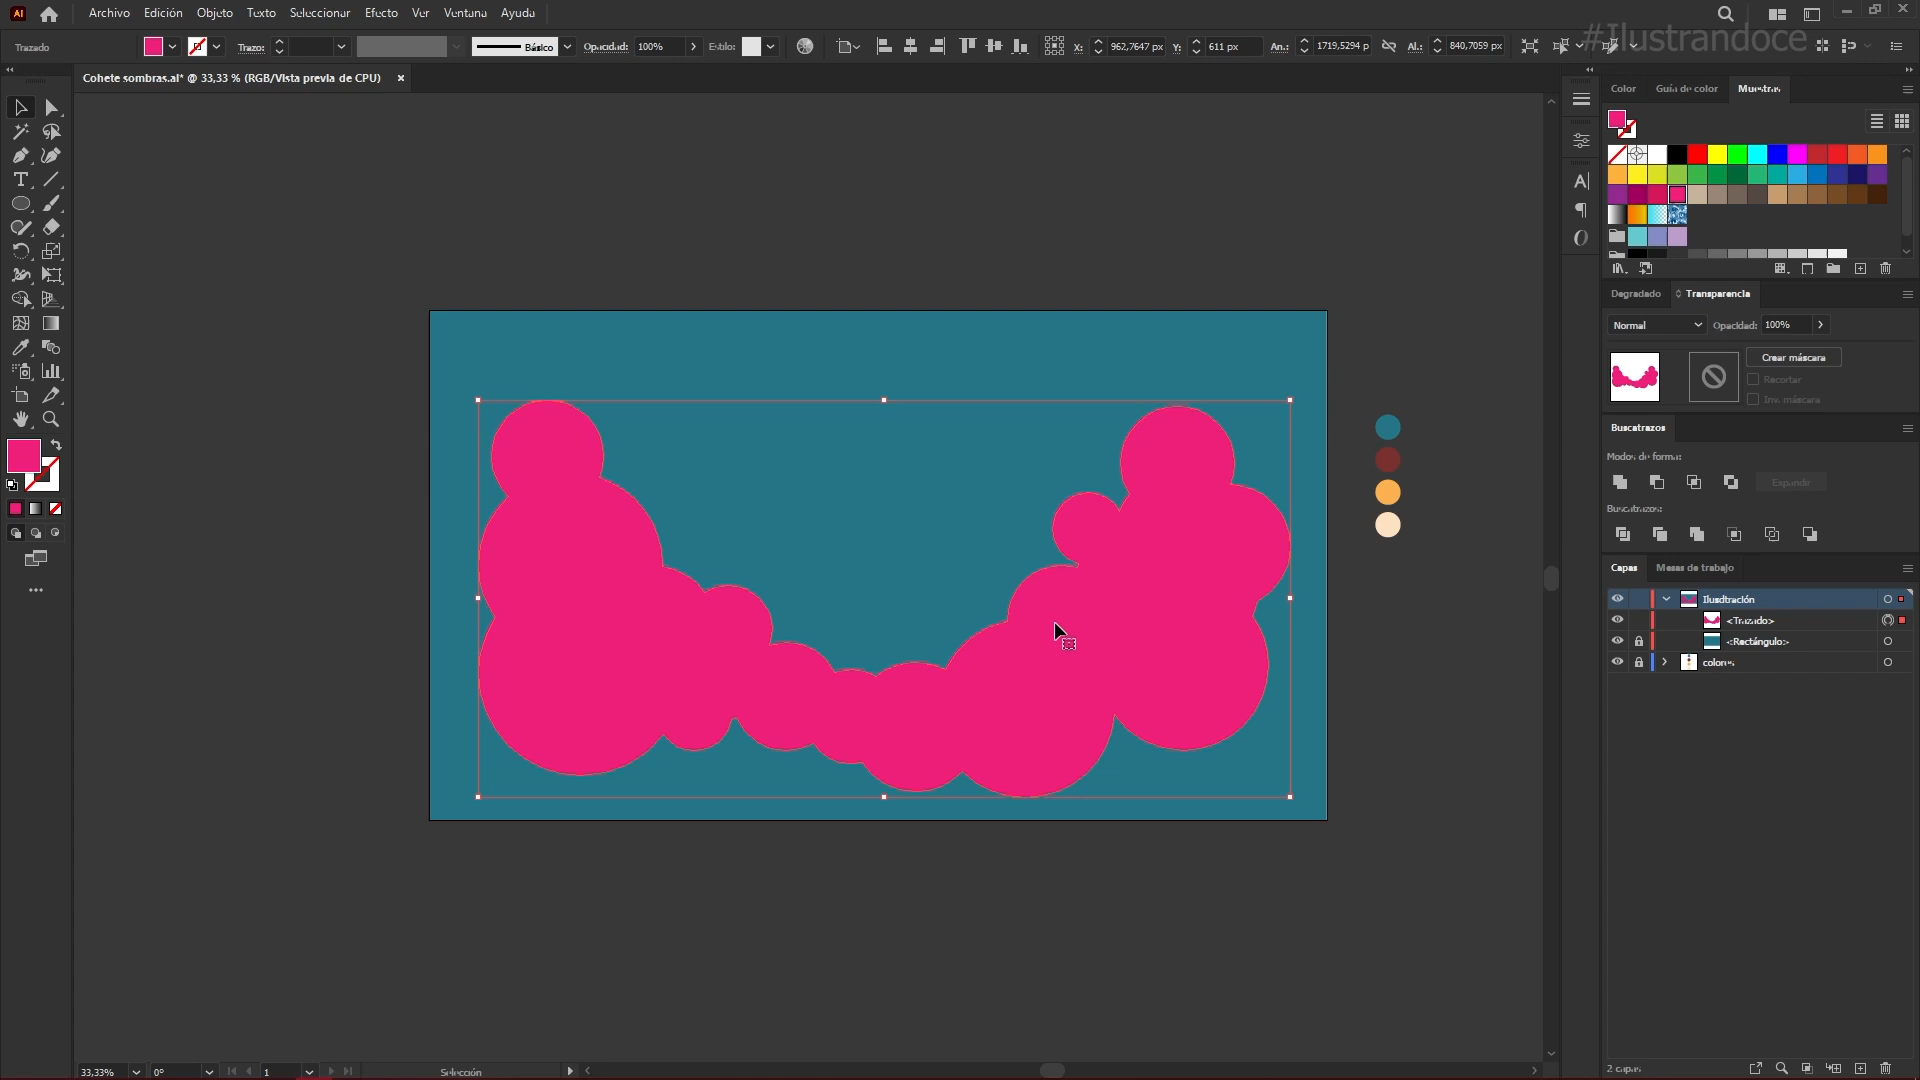 Ai Archivo Edición Objeto Texto Seleccionar Efecto Ver Ventana Ayuda
#Ilustrandoce
Trazado Trazo: Básico Opacidad: 100% Estilo: X: 962,7647 px Y: 611 px An.: 1719,5294 p Al.: 840,7059 px
Cohete sombras.ai* @ 33,33 % (RGB/Vista previa de CPU) ×
Color Guía de color Muestras
Degradado Transparencia
Normal Opacidad: 100%
Crear máscara
Recortar
Inv. máscara
Buscatrazos
Modos de forma:
Expandir
Buscatrazos:
Capas Mesas de trabajo
Ilusdtración
<Trazado>
<Rectángulo>
colores
33,33% 0° 1 Selección
2 capas